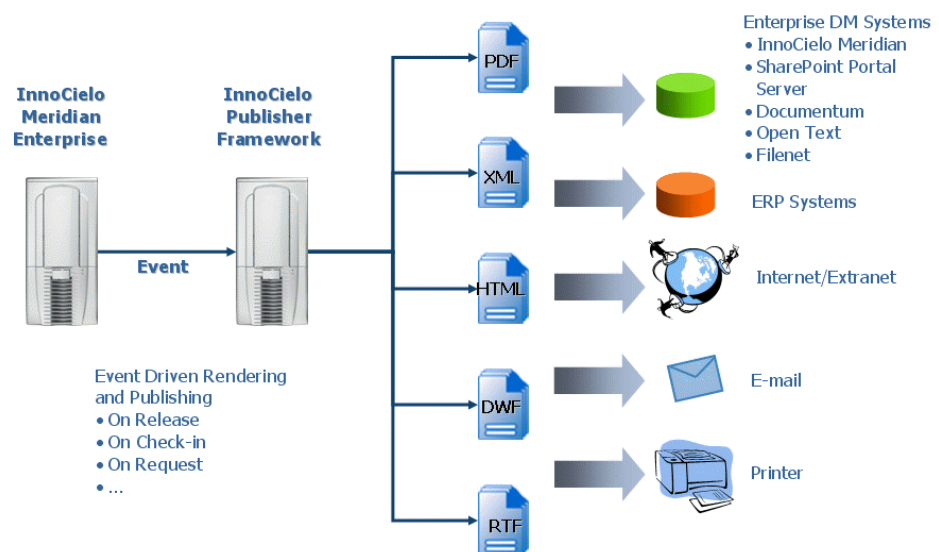 InnoCielo
Meridian
Enterprise
InnoCielo
Publisher
Framework
Event
Event Driven Rendering
and Publishing
• On Release
• On Check-in
• On Request
• ...
PDF
XML
HTML
DWF
RTF
Enterprise DM Systems
• InnoCielo Meridian
• SharePoint Portal
Server
• Documentum
• Open Text
• Filenet
ERP Systems
Internet/Extranet
E-mail
Printer